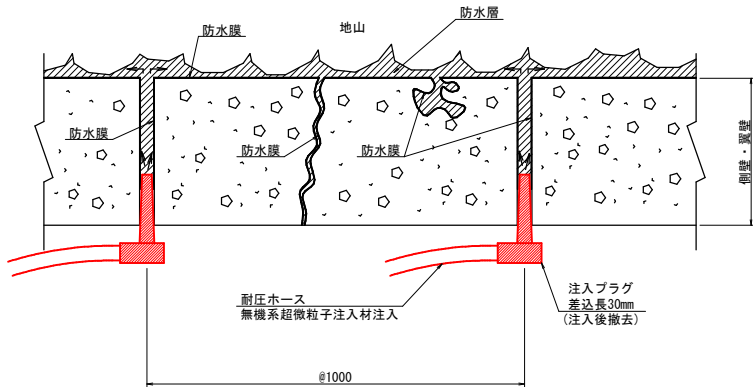 防水層
地山
防水膜
防水膜
防水膜
防水膜
側壁・翼壁
耐圧ホース
無機系超微粒子注入材注入
注入プラグ
差込長30mm
(注入後撤去)
@1000